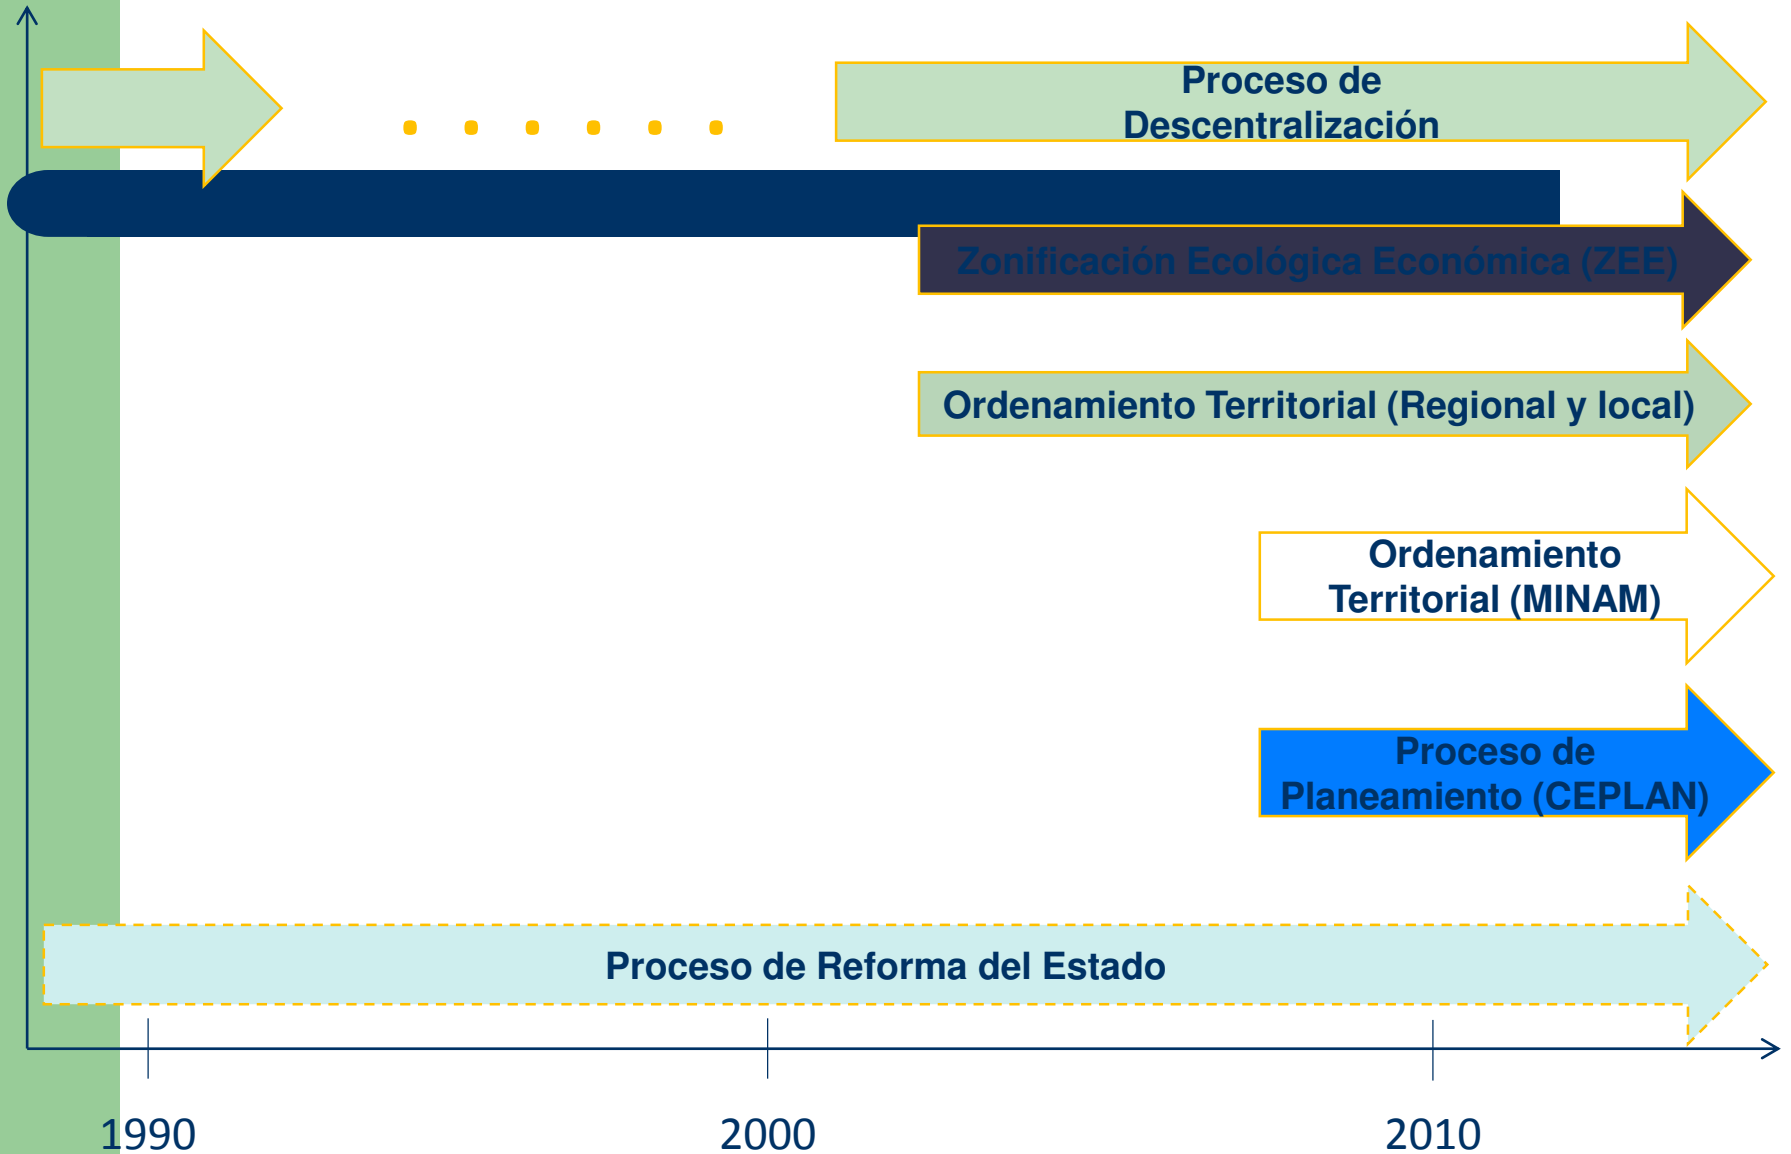 Proceso de
Descentralización
Zonificación Ecológica Económica (ZEE)
Ordenamiento Territorial (Regional y local)
Ordenamiento
Territorial (MINAM)
Proceso de
Planeamiento (CEPLAN)
Proceso de Reforma del Estado
1990
2000
2010